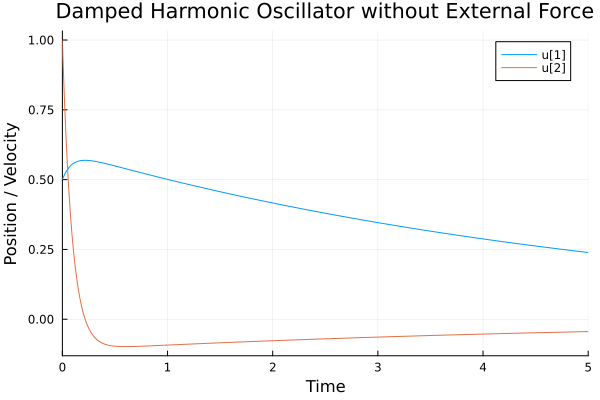 Damped Harmonic Oscillator without External Force
1.00
0.75
0.50
0.25
0.00
Position / Velocity
u[1]
u[2]
0 1 2 3 4 5
Time